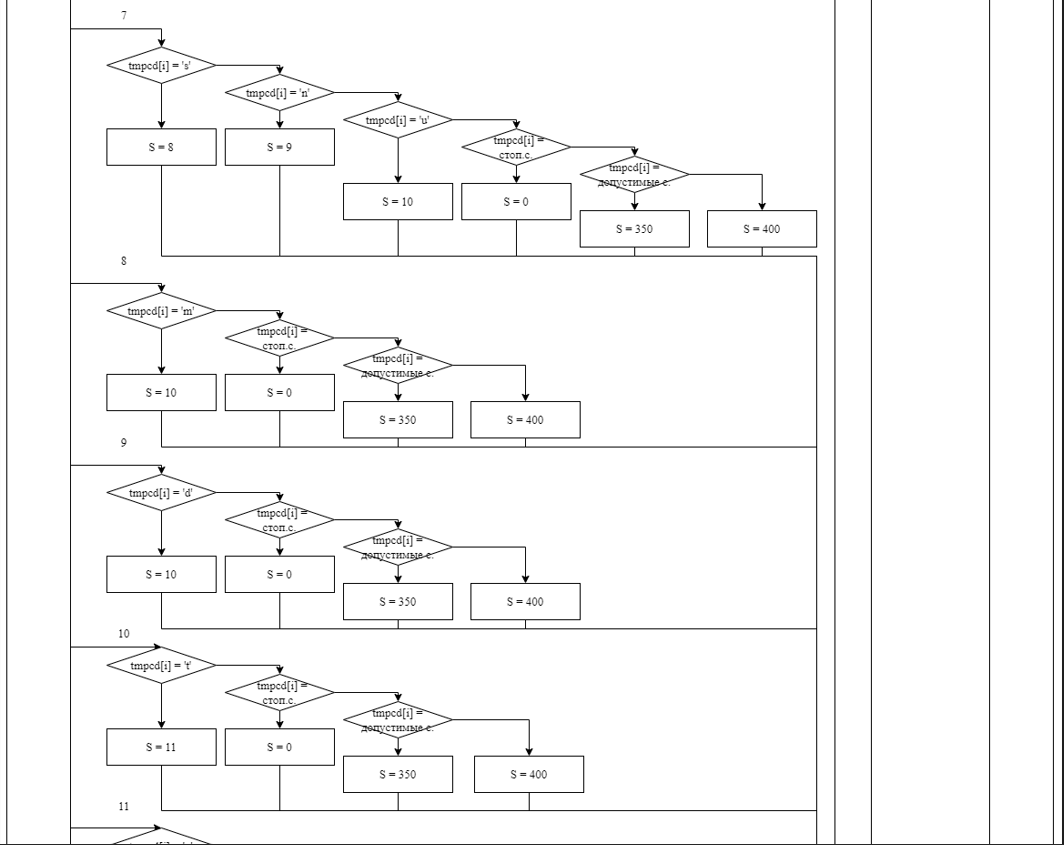 7
tmpcd[i] = 's'
tmpcd[i] = 'n'
tmpcd[i] = 'u'
tmpcd[i] =
стоп.с.
tmpcd[i] =
допустимые с.
S = 8
S = 9
S = 10
S = 0
S = 350
S = 400
8
tmpcd[i] = 'm'
tmpcd[i] =
стоп.с.
tmpcd[i] =
допустимые с.
S = 10
S = 0
S = 350
S = 400
9
tmpcd[i] = 'd'
tmpcd[i] =
стоп.с.
tmpcd[i] =
допустимые с.
S = 10
S = 0
S = 350
S = 400
10
tmpcd[i] = 't'
tmpcd[i] =
стоп.с.
tmpcd[i] =
допустимые с.
S = 11
S = 0
S = 350
S = 400
11